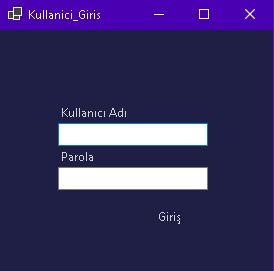 Kullanici_Giris
Kullanıcı Adı
Parola
Giriş